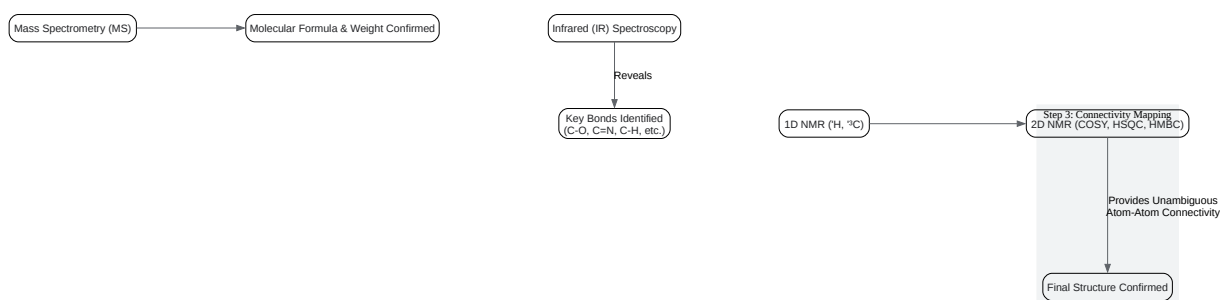 Mass Spectrometry (MS)
Molecular Formula & Weight Confirmed
Infrared (IR) Spectroscopy
Reveals
Key Bonds Identified
(C-O, C=N, C-H, etc.)
1D NMR (¹H, ¹³C)
Step 3: Connectivity Mapping
2D NMR (COSY, HSQC, HMBC)
Provides Unambiguous
Atom-Atom Connectivity
Final Structure Confirmed